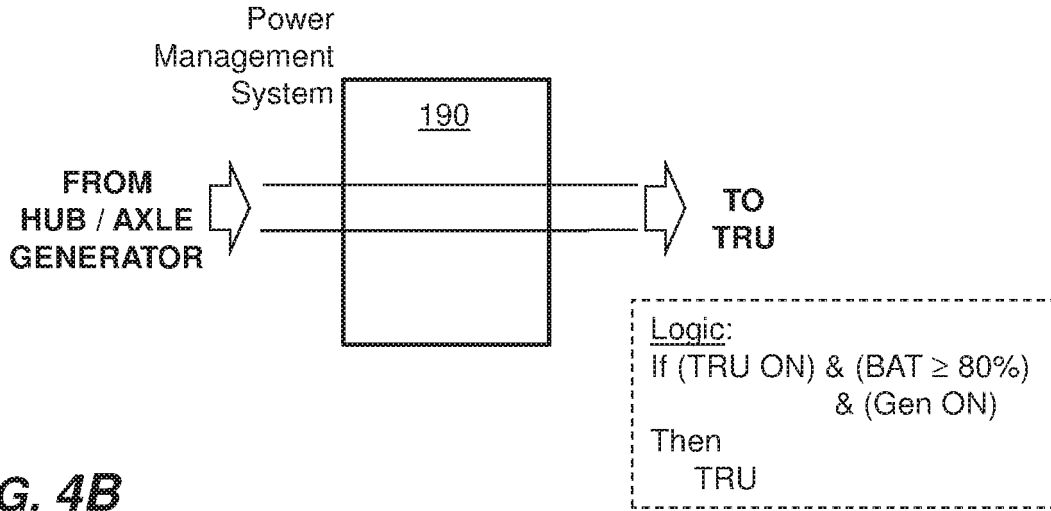 Power
Management
System
190
FROM
HUB / AXLE
GENERATOR
TO
TRU
Logic:
If (TRU ON) & (BAT ≥ 80%)
& (Gen ON)
Then
TRU
G. 4B